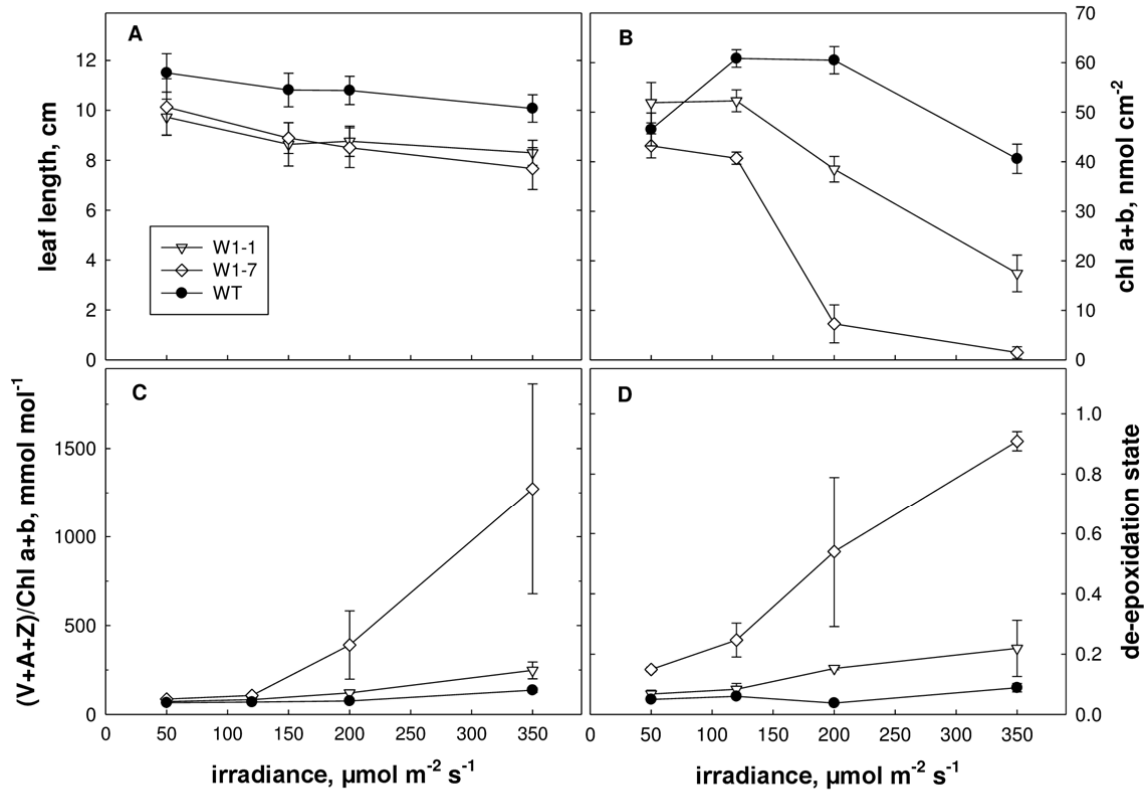 A
12
10
8
6
4
2
0
leaf length, cm
W1-1
W1-7
WT
B
70
60
50
40
30
20
10
0
chl a+b, nmol cm⁻²
C
1500
1000
500
0
(V+A+Z)/Chl a+b, mmol mol⁻¹
0 50 100 150 200 250 300 350
irradiance, µmol m⁻² s⁻¹
D
1.0
0.8
0.6
0.4
0.2
0.0
de-epoxidation state
0 50 100 150 200 250 300 350
irradiance, µmol m⁻² s⁻¹